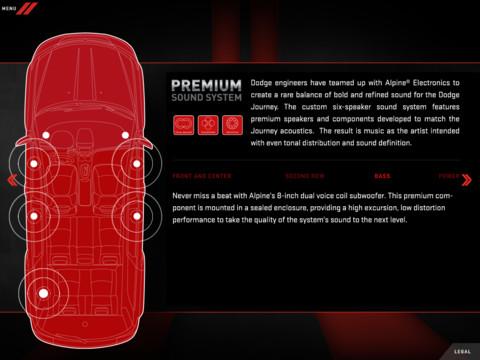 MENU
PREMIUM
SOUND SYSTEM
Dodge engineers have teamed up with Alpine® Electronics to
create a rare balance of bold and refined sound for the Dodge
Journey. The custom six-speaker sound system features
premium speakers and components developed to match the
Journey acoustics. The result is music as the artist intended
with even tonal distribution and sound definition.
FRONT AND CENTER SECOND ROW BASS POWER
Never miss a beat with Alpine's 8-inch dual voice coil subwoofer. This premium com-
ponent is mounted in a sealed enclosure, providing a high excursion, low distortion
performance to take the quality of the system's sound to the next level.
LEGAL